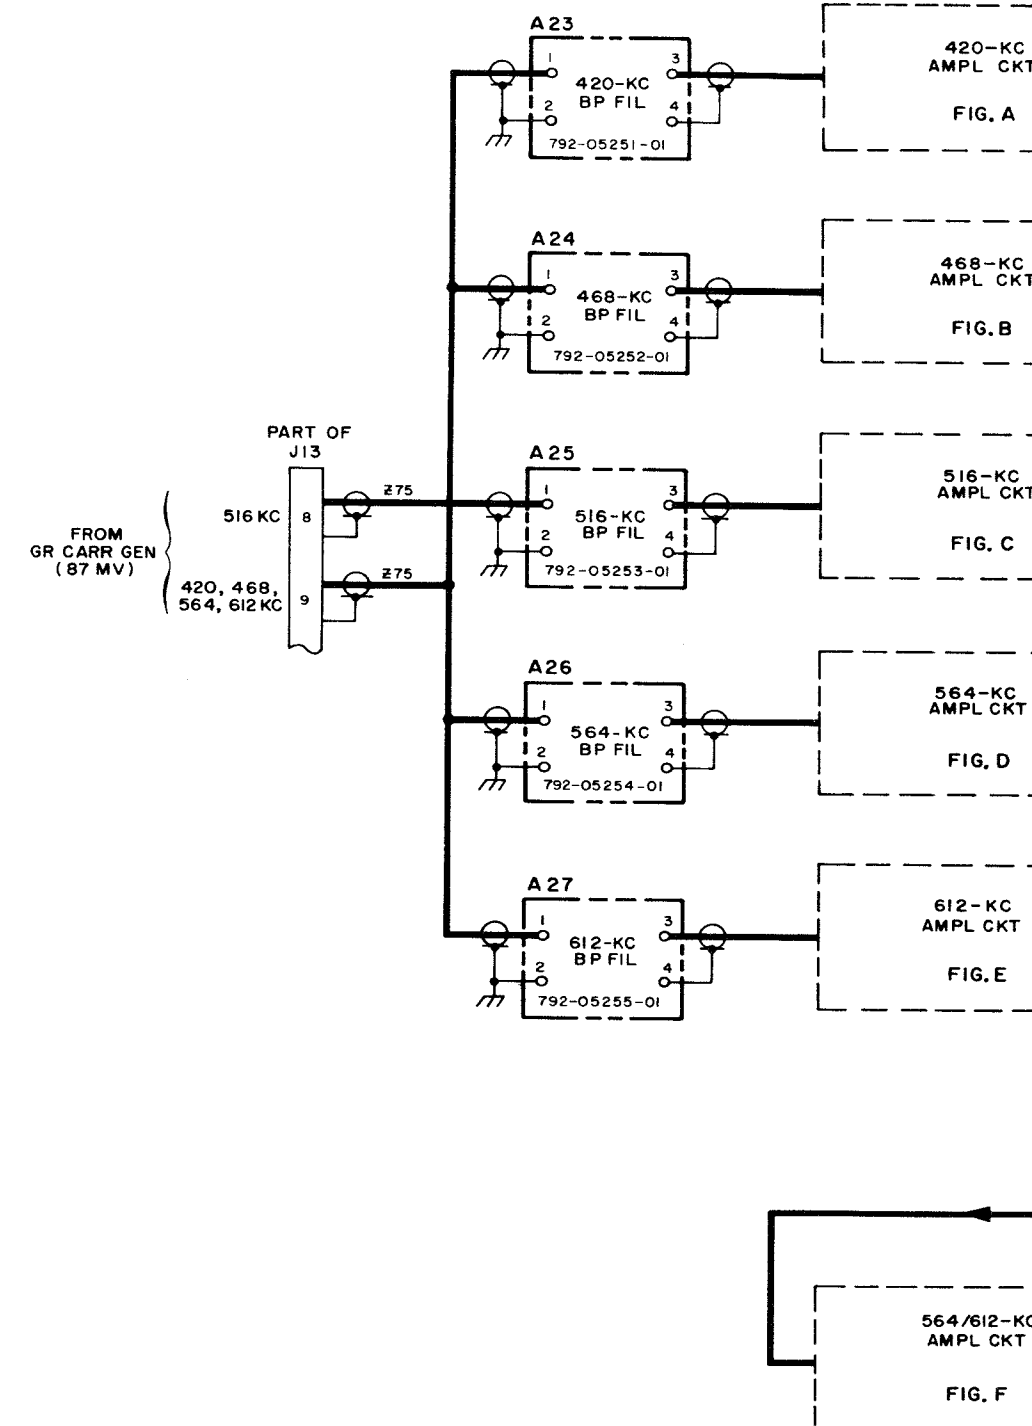 A23
1
3
420-KC
BP FIL
2
4
792-05251-01
420-KC
AMPL CKT
FIG. A
A24
1
3
468-KC
BP FIL
2
4
792-05252-01
468-KC
AMPL CKT
FIG. B
PART OF
J13
FROM
GR CARR GEN
(87 MV)
516 KC
8
Z75
420, 468,
564, 612 KC
9
Z75
A25
1
3
516-KC
BP FIL
2
4
792-05253-01
516-KC
AMPL CKT
FIG. C
A26
1
3
564-KC
BP FIL
2
4
792-05254-01
564-KC
AMPL CKT
FIG. D
A27
1
3
612-KC
BP FIL
2
4
792-05255-01
612-KC
AMPL CKT
FIG. E
564/612-KC
AMPL CKT
FIG. F